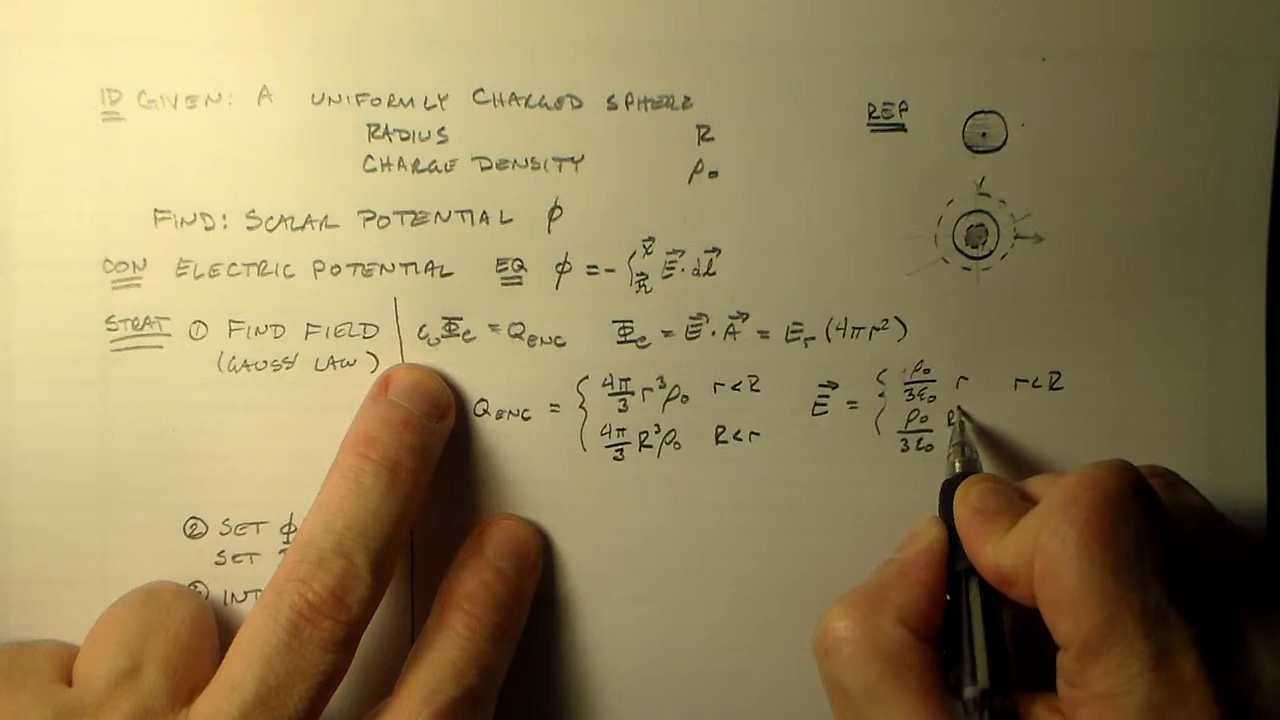 ID GIVEN: A UNIFORMLY CHARGED SPHERE
RADIUS R
CHARGE DENSITY ρ₀
REP
FIND: SCALAR POTENTIAL ϕ
CON ELECTRIC POTENTIAL EQ ϕ = -∫ E⃗ · dl⃗
STRAT ① FIND FIELD ε₀Φₑ = Q_ENC Φₑ = E⃗ · A⃗ = Eᵣ (4πr²)
(GAUSS' LAW)
Q_ENC = { 4π/3 r³ρ₀ r < R
4π/3 R³ρ₀ R < r
E⃗ = { ρ₀/3ε₀ r r < R
ρ₀/3ε₀ R
② SET ϕ
SET
INT